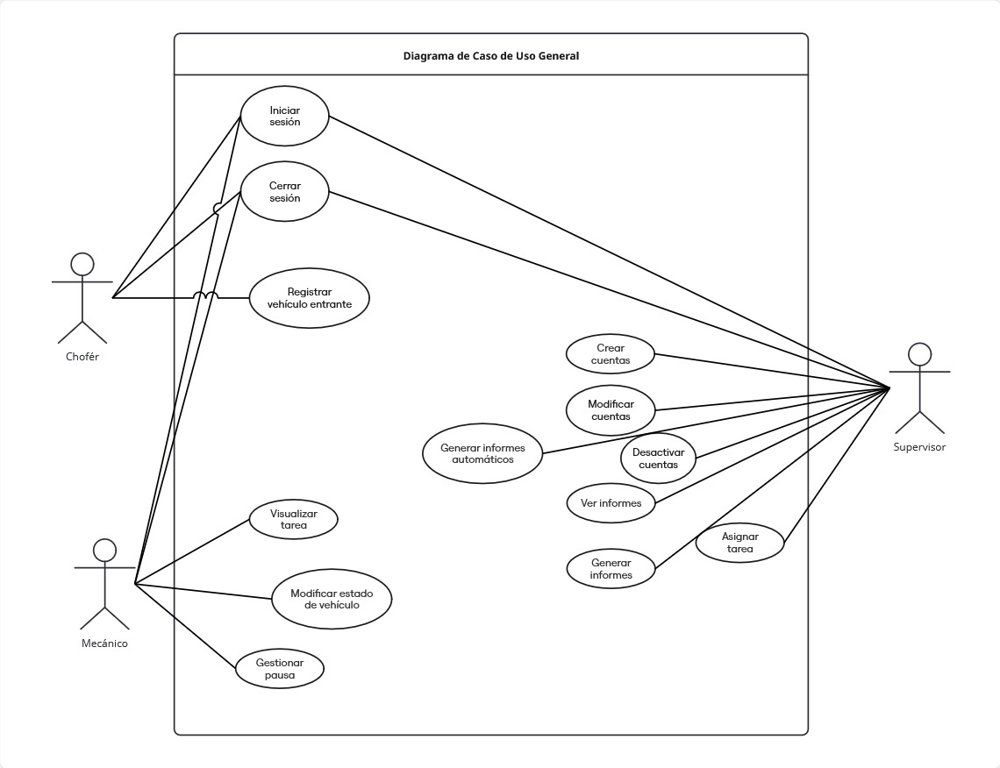 Diagrama de Caso de Uso General
Iniciar
sesión
Cerrar
sesión
Registrar
vehículo entrante
Chofér
Crear
cuentas
Modificar
cuentas
Generar informes
automáticos
Desactivar
cuentas
Supervisor
Ver informes
Visualizar
tarea
Asignar
tarea
Generar
informes
Modificar estado
de vehículo
Mecánico
Gestionar
pausa